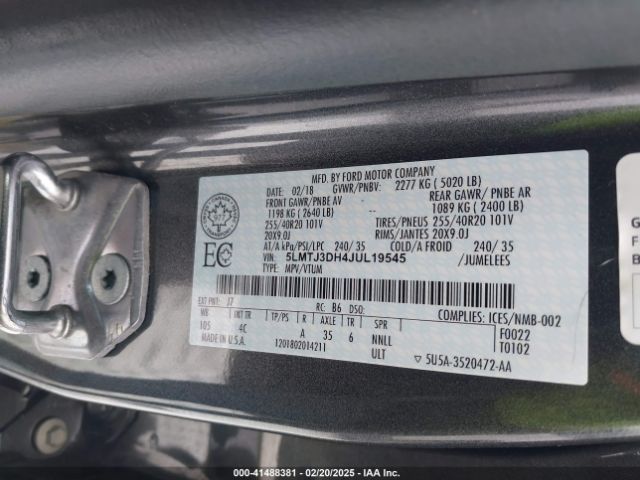 MFD. BY FORD MOTOR COMPANY
DATE: 02/18 GVWR/PNBV: 2277 KG ( 5020 LB)
FRONT GAWR/PNBE AV REAR GAWR/ PNBE AR
1198 KG ( 2640 LB) -- 1089 KG ( 2400 LB)
255/40R20 101V TIRES/PNEUS 255/40R20 101V
20X9.0J RIMS/JANTES 20X9.0J
AT/A kPa/PSI/LPC 240/ 35 COLD/A FROID 240/ 35
EC
VIN: 5LMTJ3DH4JUL19545 /JUMELEES
TYPE: MPV/VTUM
EXT PNT: J7 RC: B6 DSO: COMPLIES: ICES/NMB-002
WB INT TR TP/PS R AXLE TR SPR F0022
105 4C A 35 6 NNLL T0102
MADE IN U.S.A. 1201802014211 ULT 5U5A-3520472-AA
G
F
B
000-41488381 - 02/20/2025 - IAA, Inc.